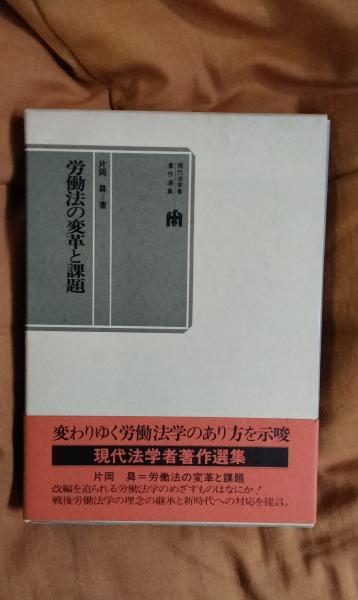 現代法学者
著作選集
片岡 曻=著
労働法の変革と課題
変わりゆく労働法学のあり方を示唆
現代法学者著作選集
片岡 曻=労働法の変革と課題
改編を迫られる労働法学のめざすものはなにか!
戦後労働法学の理念の継承と新時代への対応を提言。